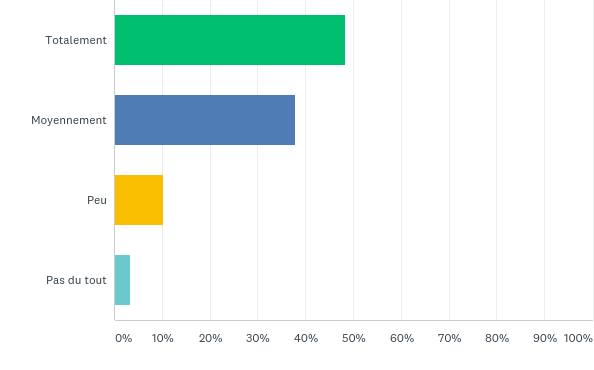 Totalement
Moyennement
Peu
Pas du tout
0% 10% 20% 30% 40% 50% 60% 70% 80% 90% 100%